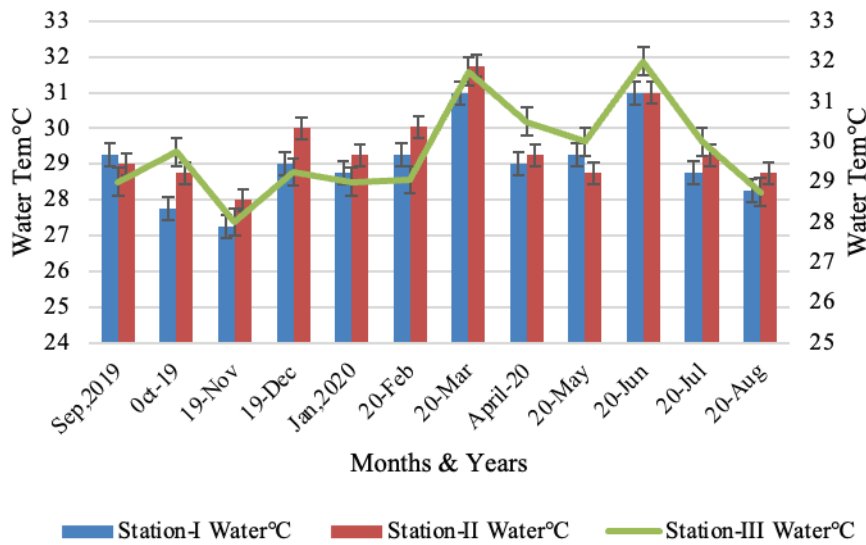 Water Tem°C
33
32
31
30
29
28
27
26
25
24
33
32
31
30
29
28
27
26
25
Water Tem°C
Sep,2019
0ct-19
19-Nov
19-Dec
Jan,2020
20-Feb
20-Mar
April-20
20-May
20-Jun
20-Jul
20-Aug
Months & Years
Station-I Water°C
Station-II Water°C
Station-III Water°C